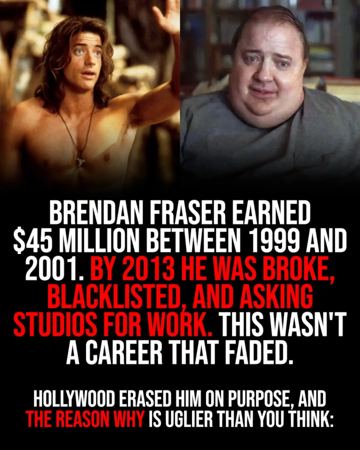 BRENDAN FRASER EARNED
$45 MILLION BETWEEN 1999 AND
2001. BY 2013 HE WAS BROKE,
BLACKLISTED, AND ASKING
STUDIOS FOR WORK. THIS WASN'T
A CAREER THAT FADED.
HOLLYWOOD ERASED HIM ON PURPOSE, AND
THE REASON WHY IS UGLIER THAN YOU THINK: